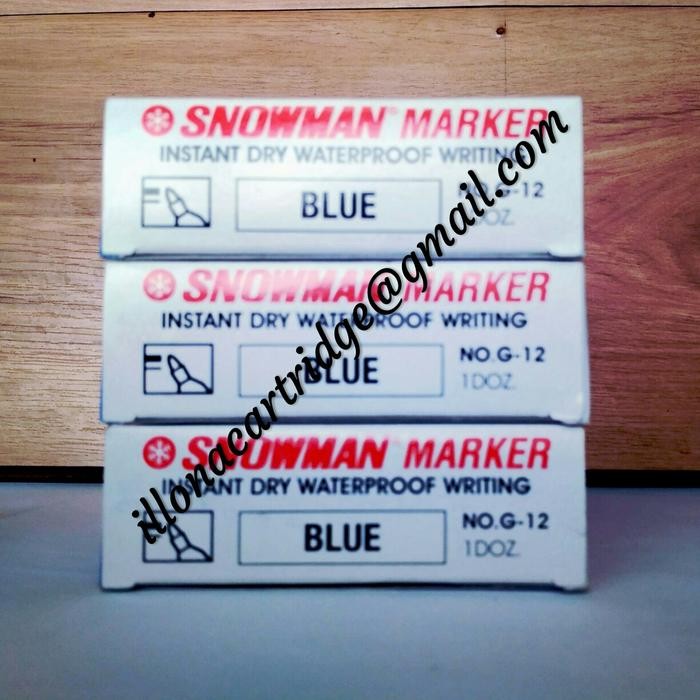 SNOWMAN® MARKER
INSTANT DRY WATERPROOF WRITING
BLUE
NO.G-12
1DOZ.
SNOWMAN MARKER
INSTANT DRY WATERPROOF WRITING
BLUE
NO.G-12
1DOZ.
SNOWMAN MARKER
INSTANT DRY WATERPROOF WRITING
BLUE
NO.G-12
1DOZ.
illonacartridge@gmail.com